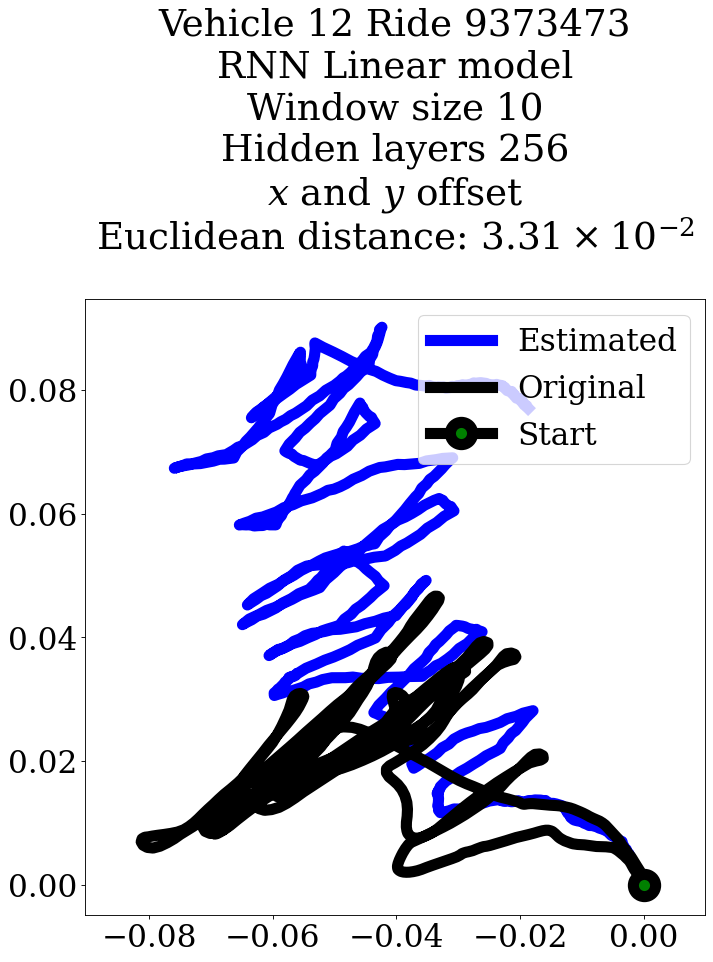 Vehicle 12 Ride 9373473
RNN Linear model
Window size 10
Hidden layers 256
x and y offset
Euclidean distance: 3.31 × 10⁻²
Estimated
Original
Start
0.08
0.06
0.04
0.02
0.00
−0.08 −0.06 −0.04 −0.02 0.00